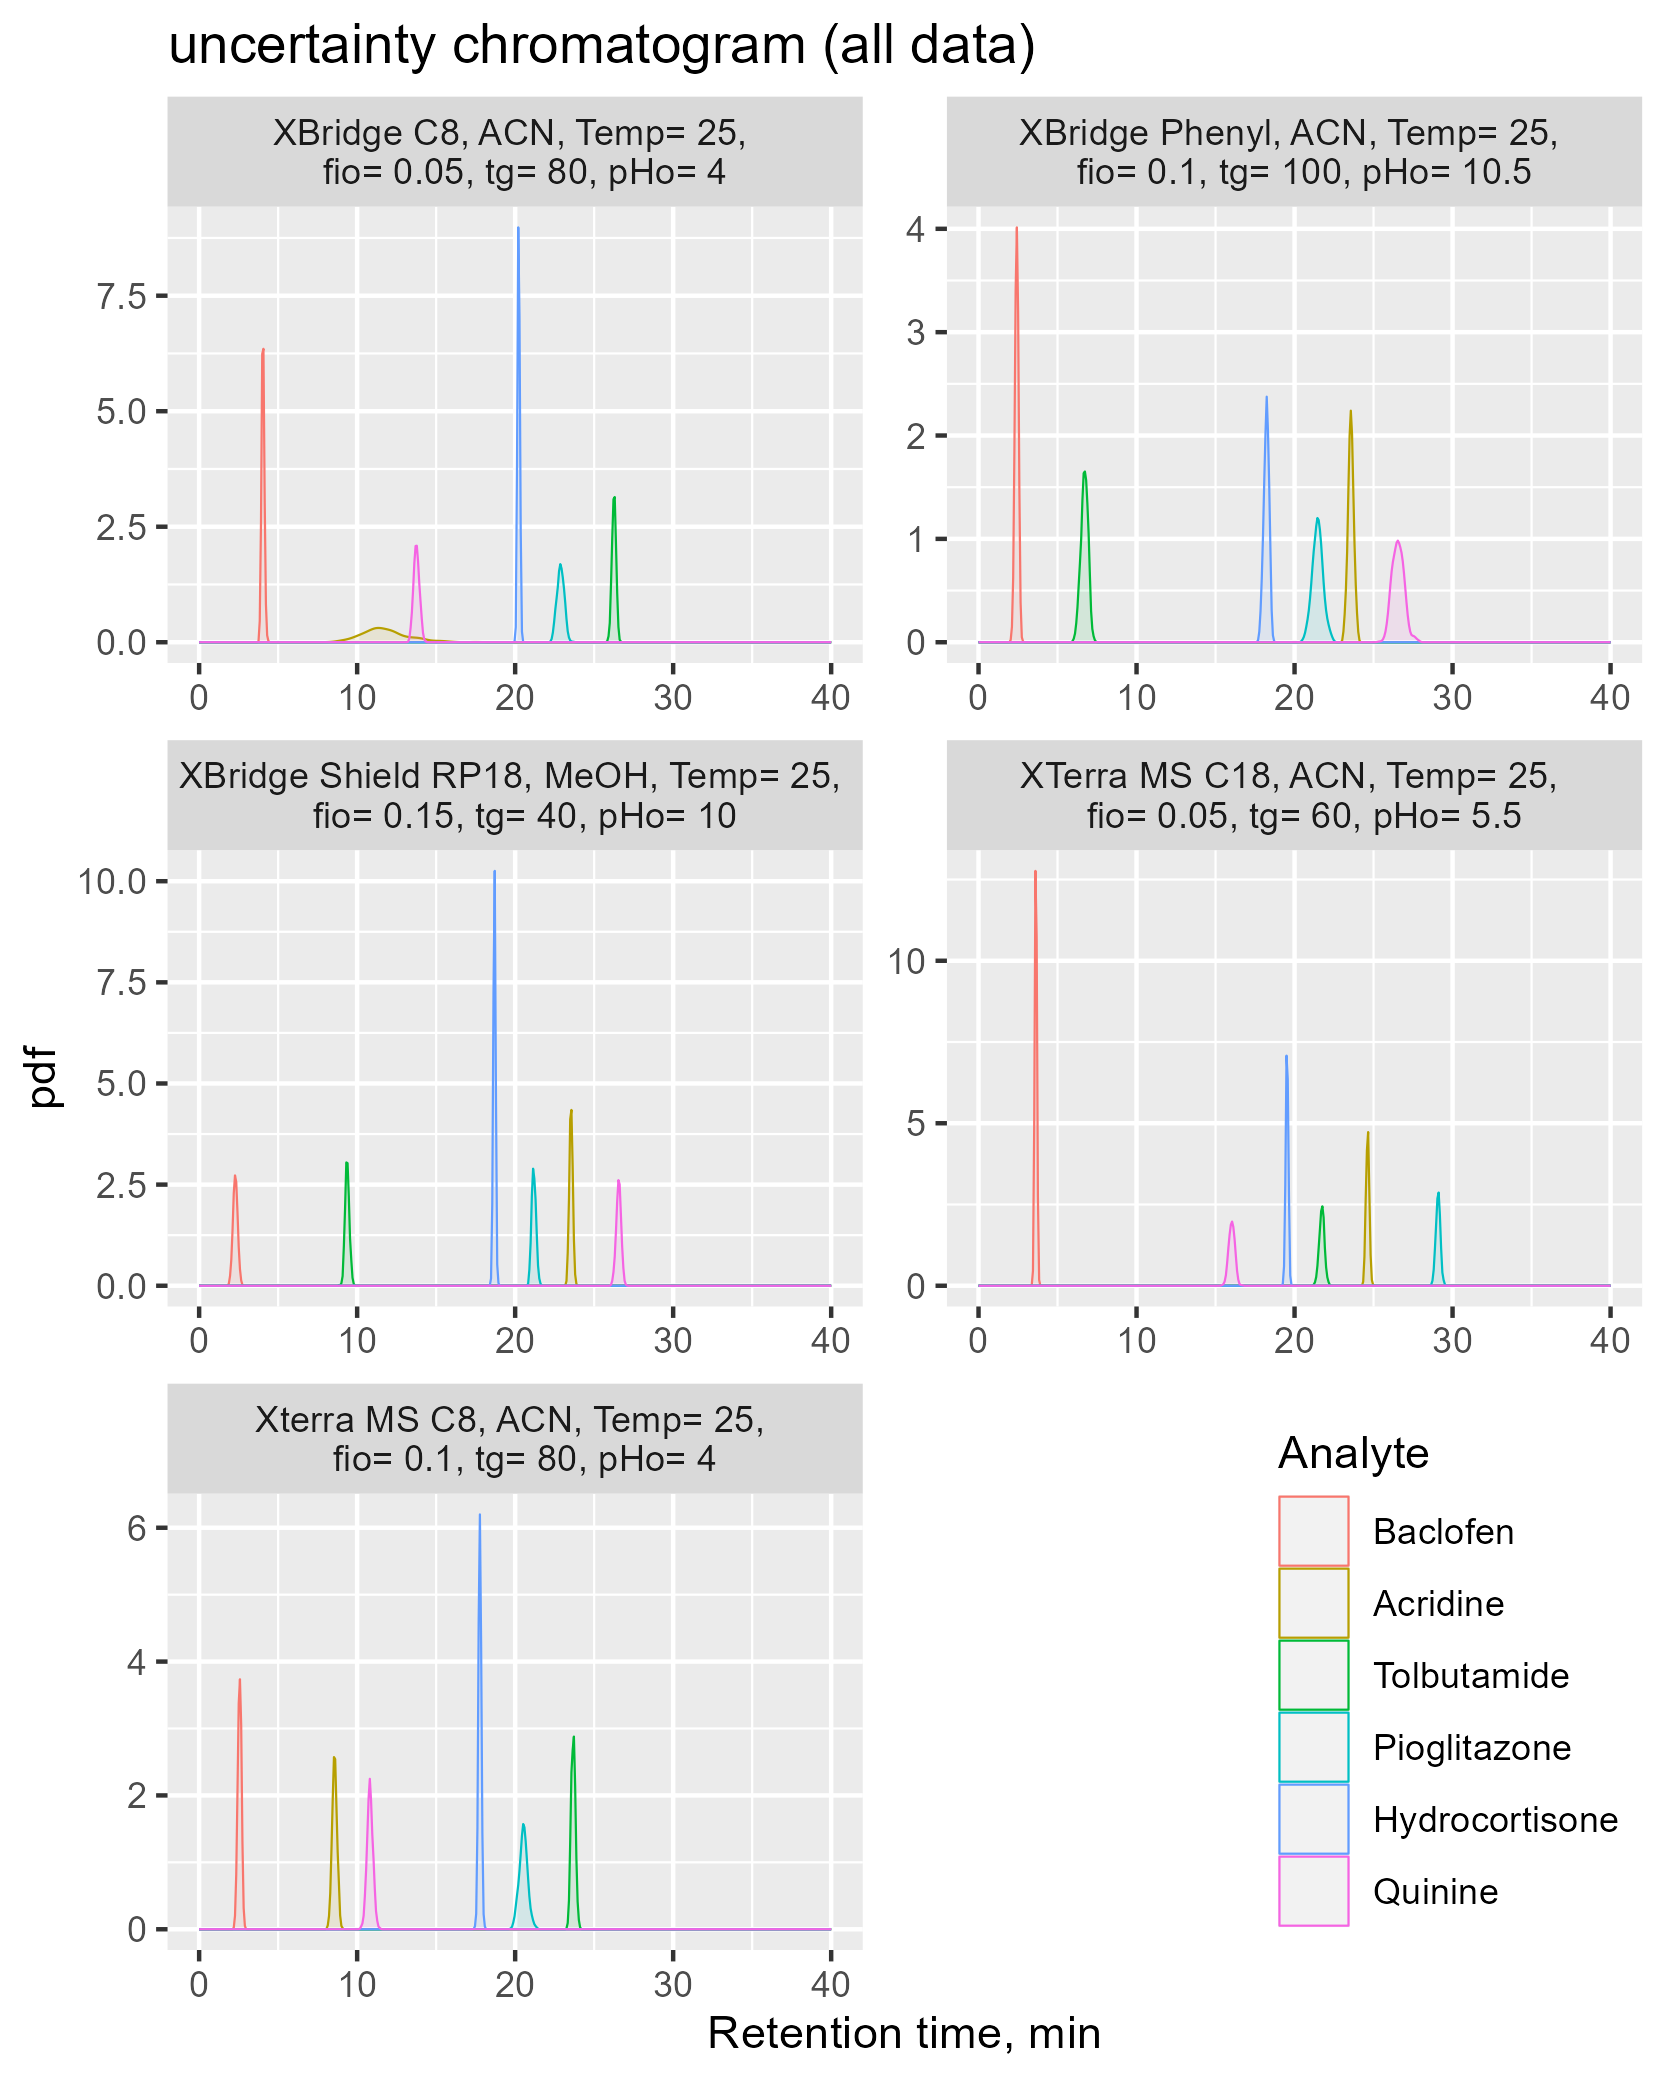 uncertainty chromatogram (all data)
XBridge C8, ACN, Temp= 25,
fio= 0.05, tg= 80, pHo= 4
7.5
5.0
2.5
0.0
0 10 20 30 40
XBridge Phenyl, ACN, Temp= 25,
fio= 0.1, tg= 100, pHo= 10.5
4
3
2
1
0
0 10 20 30 40
XBridge Shield RP18, MeOH, Temp= 25,
fio= 0.15, tg= 40, pHo= 10
10.0
7.5
5.0
2.5
0.0
0 10 20 30 40
XTerra MS C18, ACN, Temp= 25,
fio= 0.05, tg= 60, pHo= 5.5
10
5
0
0 10 20 30 40
Xterra MS C8, ACN, Temp= 25,
fio= 0.1, tg= 80, pHo= 4
6
4
2
0
0 10 20 30 40
pdf
Retention time, min
Analyte
Baclofen
Acridine
Tolbutamide
Pioglitazone
Hydrocortisone
Quinine